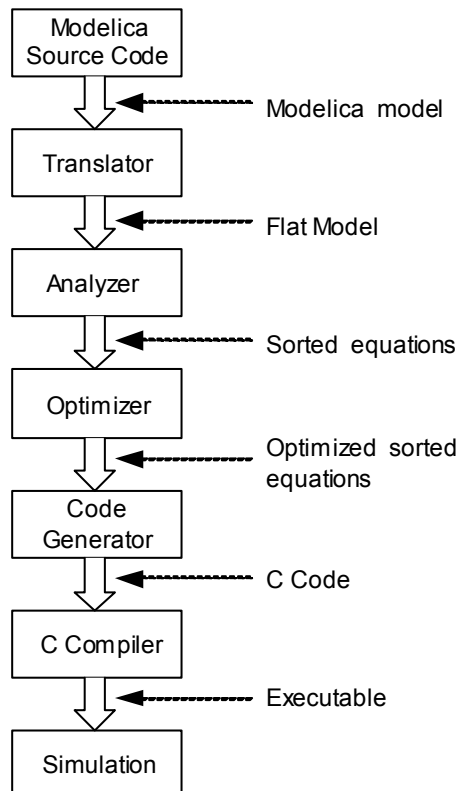 Modelica
Source Code
Modelica model
Translator
Flat Model
Analyzer
Sorted equations
Optimizer
Optimized sorted
equations
Code
Generator
C Code
C Compiler
Executable
Simulation